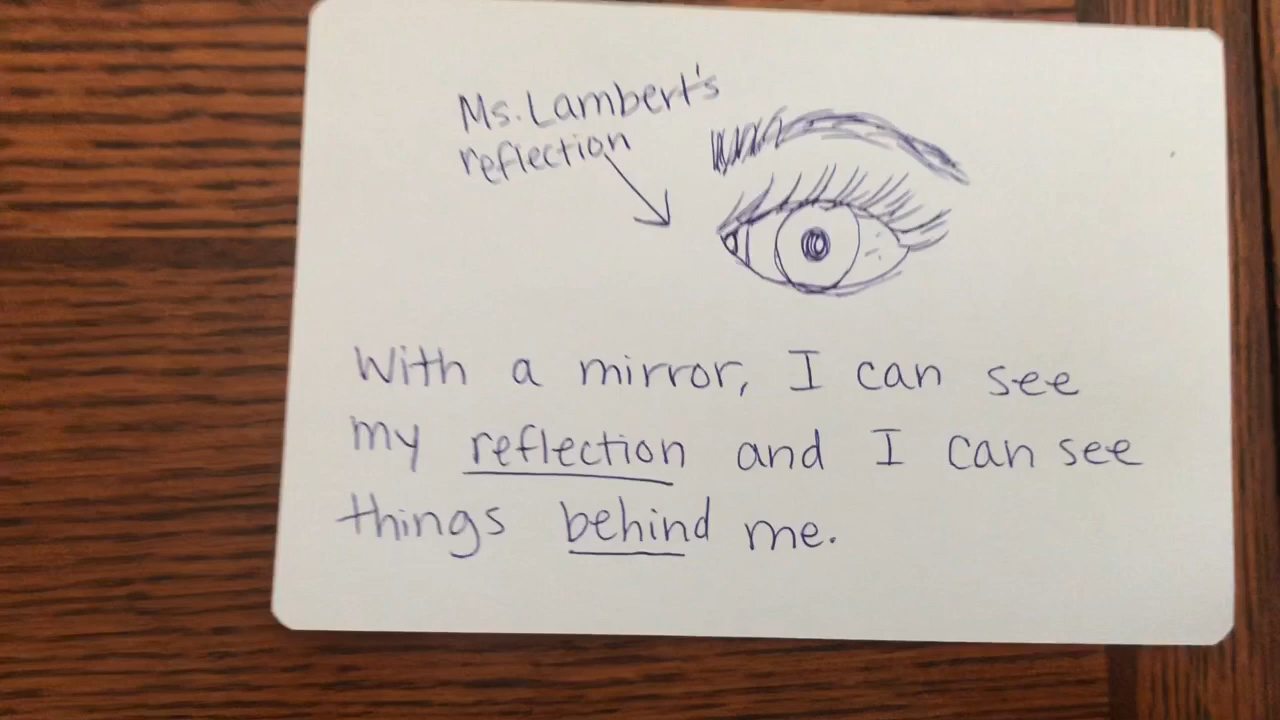 Ms. Lambert's
reflection
With a mirror, I can see
my reflection and I can see
things behind me.